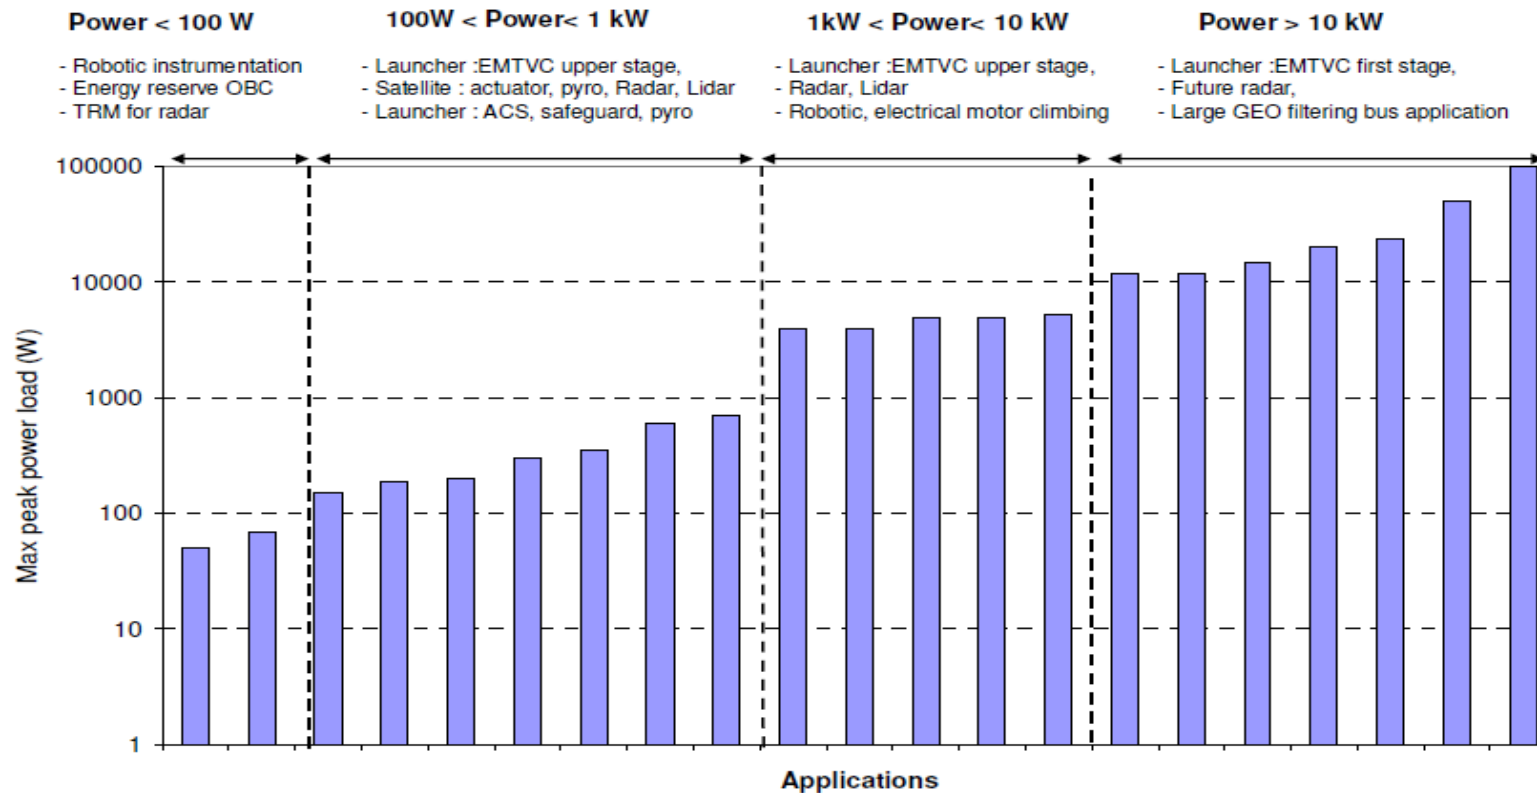 Power < 100 W
- Robotic instrumentation
- Energy reserve OBC
- TRM for radar
100W < Power< 1 kW
- Launcher :EMTVC upper stage,
- Satellite : actuator, pyro, Radar, Lidar
- Launcher : ACS, safeguard, pyro
1kW < Power< 10 kW
- Launcher :EMTVC upper stage,
- Radar, Lidar
- Robotic, electrical motor climbing
Power > 10 kW
- Launcher :EMTVC first stage,
- Future radar,
- Large GEO filtering bus application
Max peak power load (W)
100000
10000
1000
100
10
1
Applications